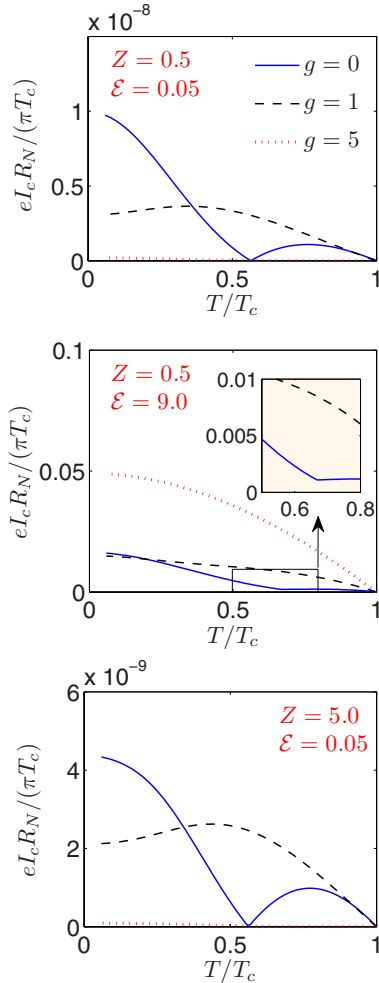 x 10⁻⁸
Z = 0.5
ℰ = 0.05
g = 0
g = 1
g = 5
eI_cR_N/(πT_c)
1
0.5
0
0 0.5 1
T/T_c
0.1
Z = 0.5
ℰ = 9.0
0.01
0.005
0
0.6 0.8
eI_cR_N/(πT_c)
0.05
0
0 0.5 1
T/T_c
x 10⁻⁹
6
Z = 5.0
ℰ = 0.05
eI_cR_N/(πT_c)
4
2
0
0 0.5 1
T/T_c